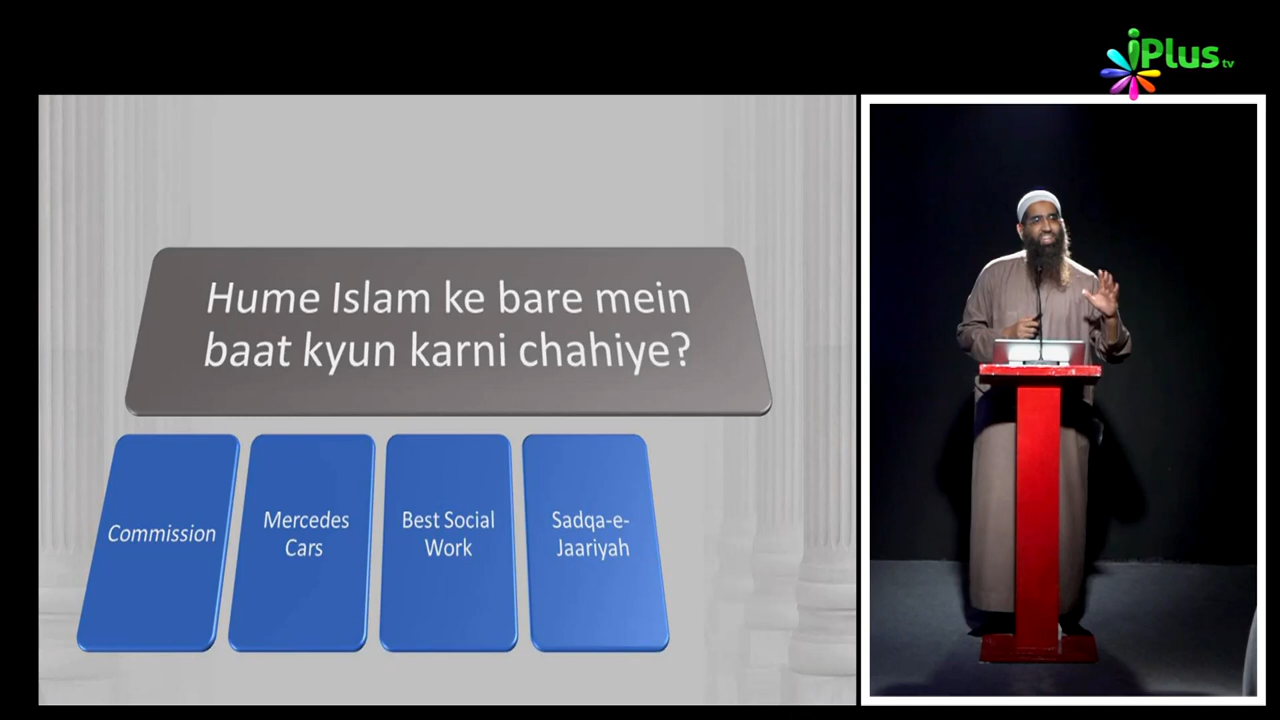 iPlus tv
Hume Islam ke bare mein
baat kyun karni chahiye?
Commission
Mercedes
Cars
Best Social
Work
Sadqa-e-
Jaariyah